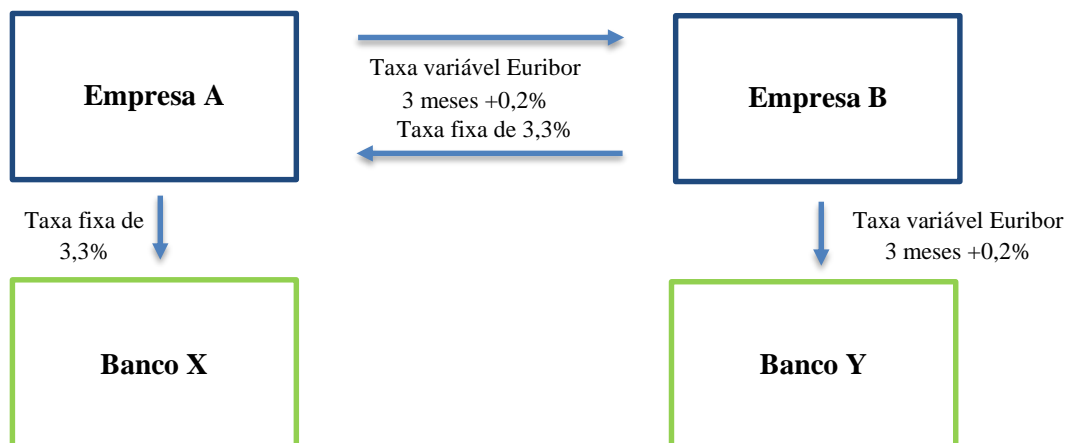 Empresa A
Taxa variável Euribor
3 meses +0,2%
Taxa fixa de 3,3%
Empresa B
Taxa fixa de
3,3%
Taxa variável Euribor
3 meses +0,2%
Banco X
Banco Y